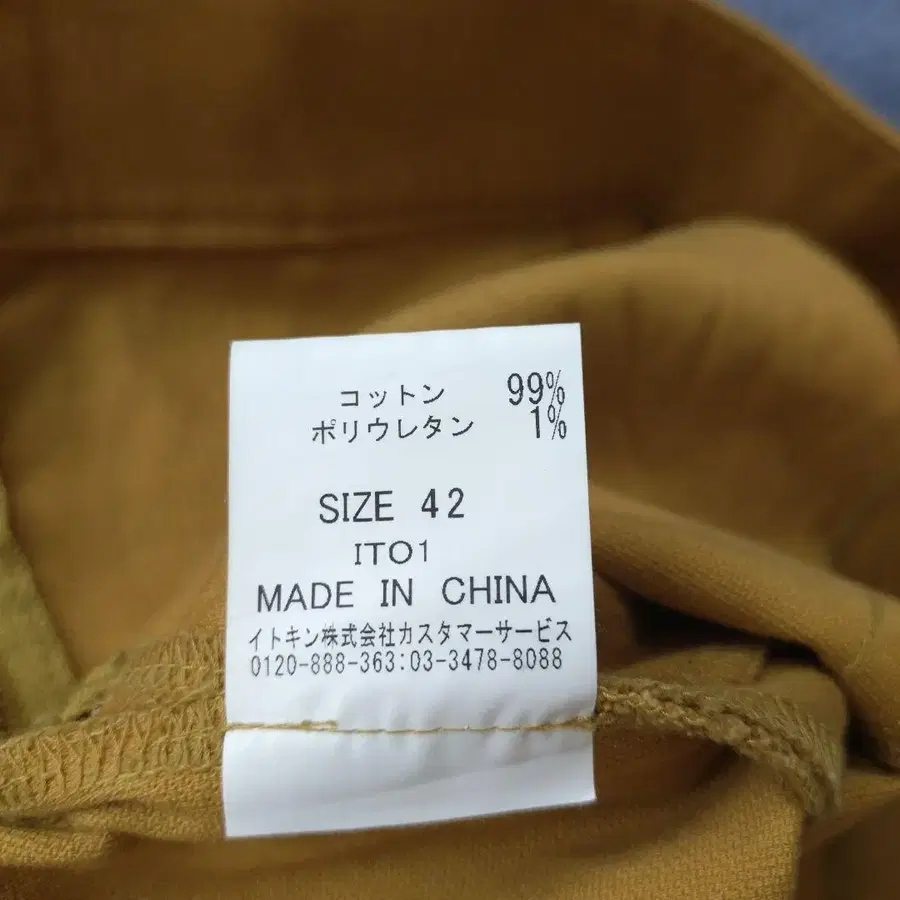 コットン 99%
ポリウレタン 1%
SIZE 42
IT01
MADE IN CHINA
イトキン株式会社カスタマーサービス
0120-888-363:03-3478-8088